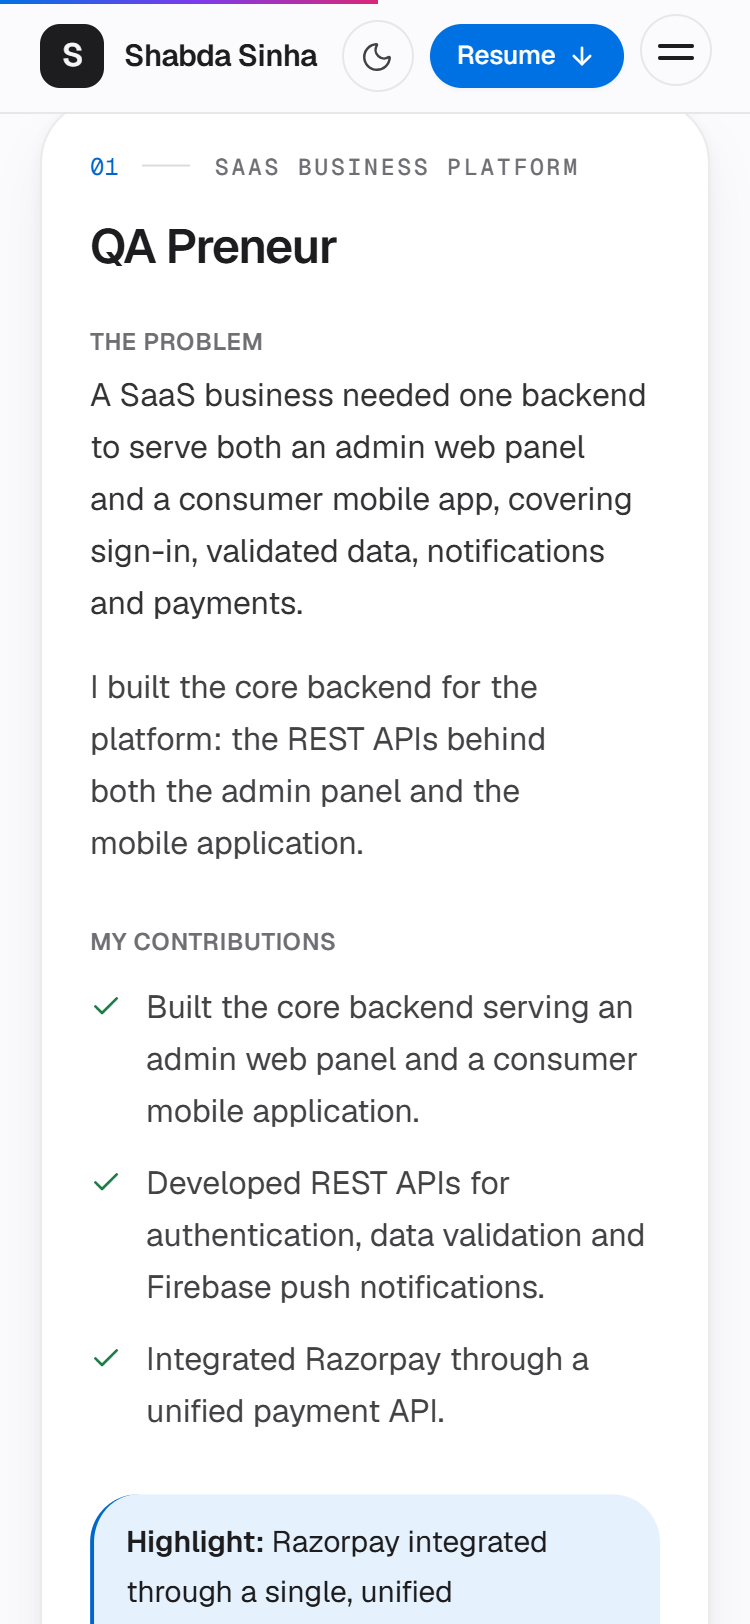 S Shabda Sinha Resume ↓
01 — SAAS BUSINESS PLATFORM
QA Preneur
THE PROBLEM
A SaaS business needed one backend
to serve both an admin web panel
and a consumer mobile app, covering
sign-in, validated data, notifications
and payments.
I built the core backend for the
platform: the REST APIs behind
both the admin panel and the
mobile application.
MY CONTRIBUTIONS
Built the core backend serving an
admin web panel and a consumer
mobile application.
Developed REST APIs for
authentication, data validation and
Firebase push notifications.
Integrated Razorpay through a
unified payment API.
Highlight: Razorpay integrated
through a single, unified